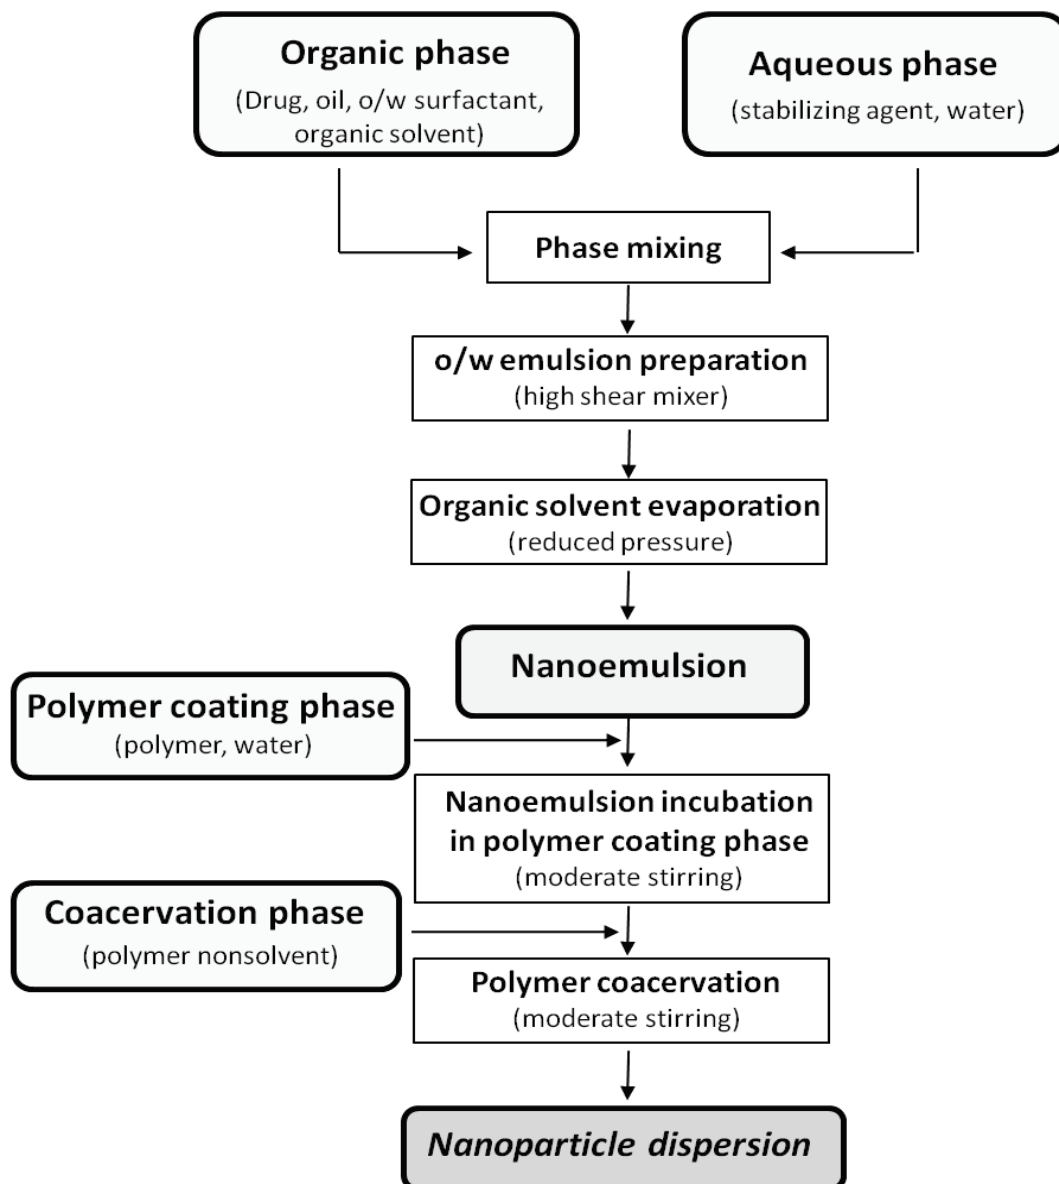 Organic phase
(Drug, oil, o/w surfactant,
organic solvent)
Aqueous phase
(stabilizing agent, water)
Phase mixing
o/w emulsion preparation
(high shear mixer)
Organic solvent evaporation
(reduced pressure)
Nanoemulsion
Polymer coating phase
(polymer, water)
Nanoemulsion incubation
in polymer coating phase
(moderate stirring)
Coacervation phase
(polymer nonsolvent)
Polymer coacervation
(moderate stirring)
Nanoparticle dispersion